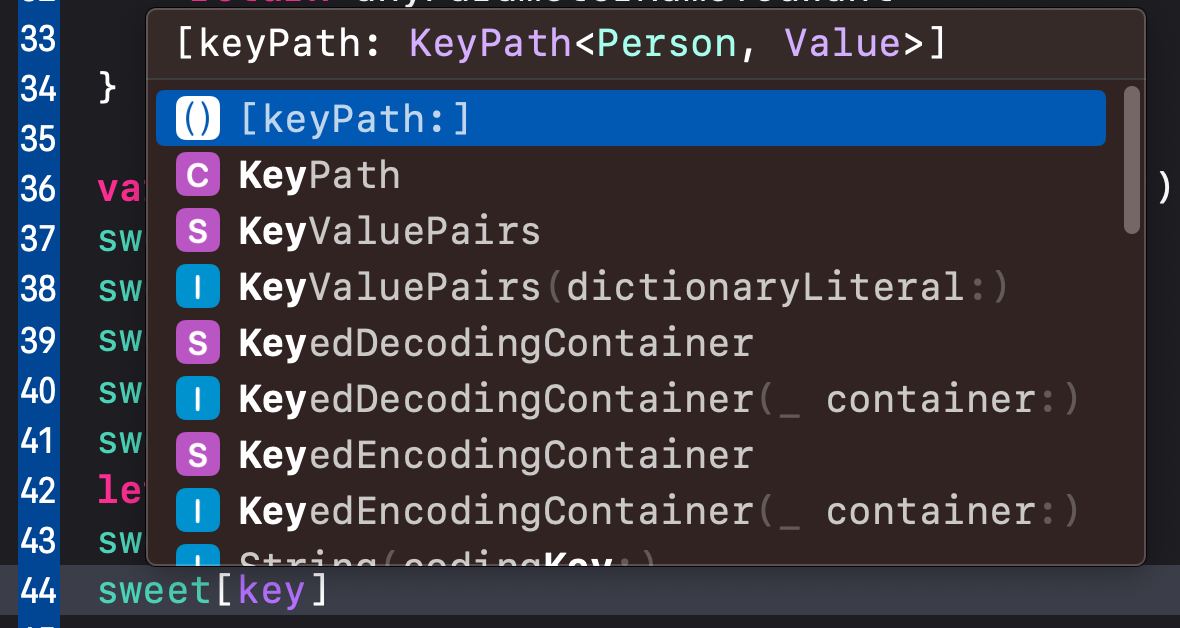 33
[keyPath: KeyPath<Person, Value>]
34 }
() [keyPath:]
35
C KeyPath
36 va )
S KeyValuePairs
37 sw
38 sw
I KeyValuePairs(dictionaryLiteral:)
39 sw
S KeyedDecodingContainer
40 sw
I KeyedDecodingContainer(_ container:)
41 sw
S KeyedEncodingContainer
42 le
I KeyedEncodingContainer(_ container:)
43 sw
I String(codingKey:)
44 sweet[key]